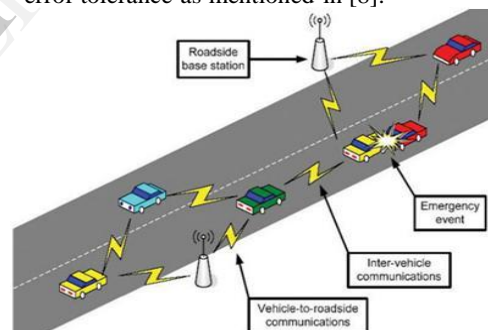 error tolerance as mentioned in [8].
Roadside
base station
Emergency
event
Inter-vehicle
communications
Vehicle-to-roadside
communications